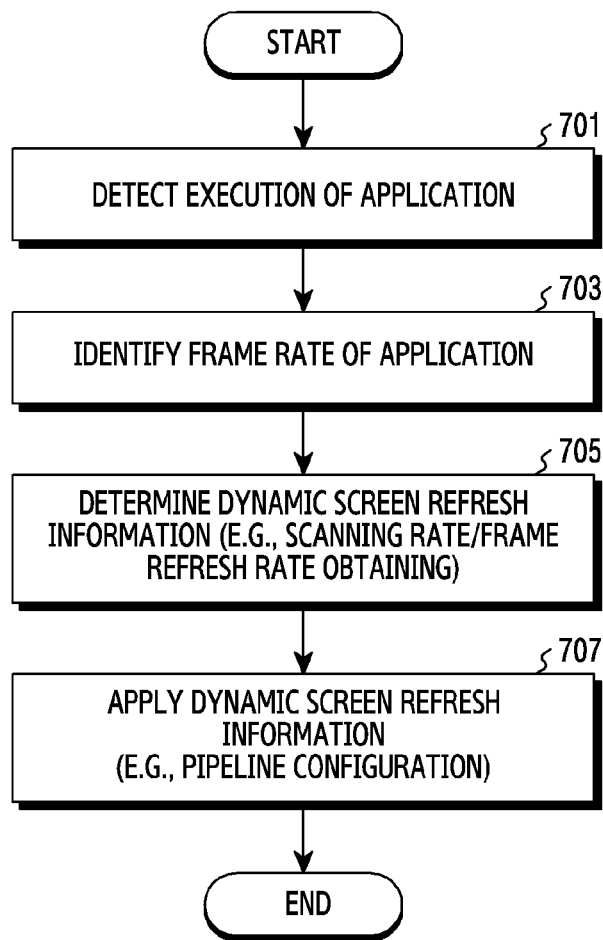 START
701
DETECT EXECUTION OF APPLICATION
703
IDENTIFY FRAME RATE OF APPLICATION
705
DETERMINE DYNAMIC SCREEN REFRESH
INFORMATION (E.G., SCANNING RATE/FRAME
REFRESH RATE OBTAINING)
707
APPLY DYNAMIC SCREEN REFRESH
INFORMATION
(E.G., PIPELINE CONFIGURATION)
END